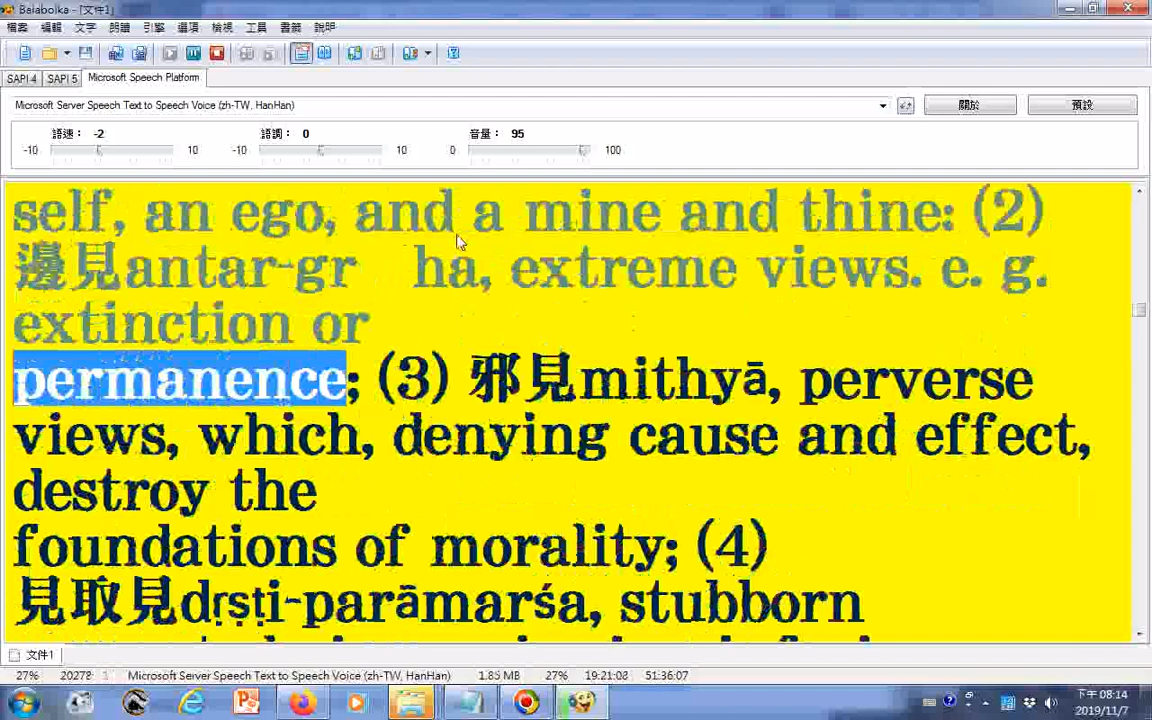 Balabolka - [文件1]
檔案 編輯 文字 朗讀 引擎 選項 檢視 工具 書籤 說明
SAPI 4 SAPI 5 Microsoft Speech Platform
Microsoft Server Speech Text to Speech Voice (zh-TW, HanHan) 關於 預設
語速： -2 語調： 0 音量： 95
-10 10 -10 10 0 100
self, an ego, and a mine and thine: (2)
邊見antar-gr ha, extreme views. e. g.
extinction or
permanence; (3) 邪見mithyā, perverse
views, which, denying cause and effect,
destroy the
foundations of morality; (4)
見取見dṛṣṭi-parāmarśa, stubborn
文件1
27% 20278 1 Microsoft Server Speech Text to Speech Voice (zh-TW, HanHan) 1.85 MB 27% 19:21:08 51:36:07
下午 08:14
2019/11/7